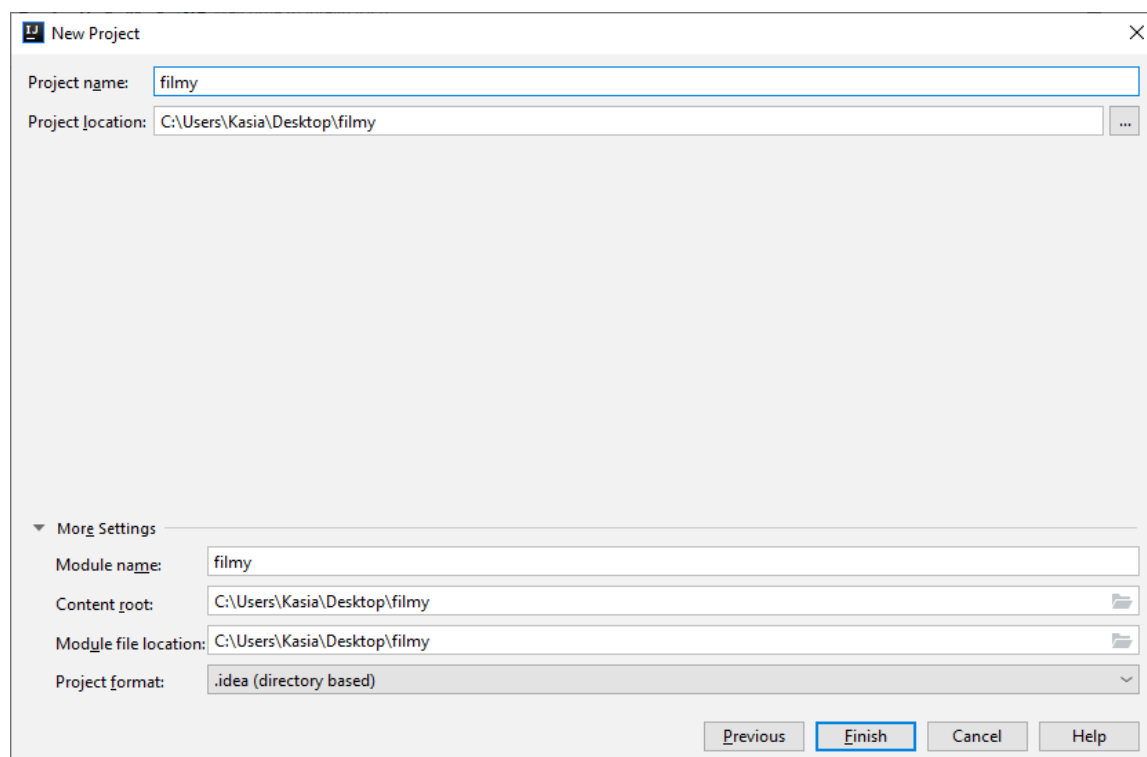 New Project
Project name: filmy
Project location: C:\Users\Kasia\Desktop\filmy ...
More Settings
Module name: filmy
Content root: C:\Users\Kasia\Desktop\filmy
Module file location: C:\Users\Kasia\Desktop\filmy
Project format: .idea (directory based)
Previous Finish Cancel Help